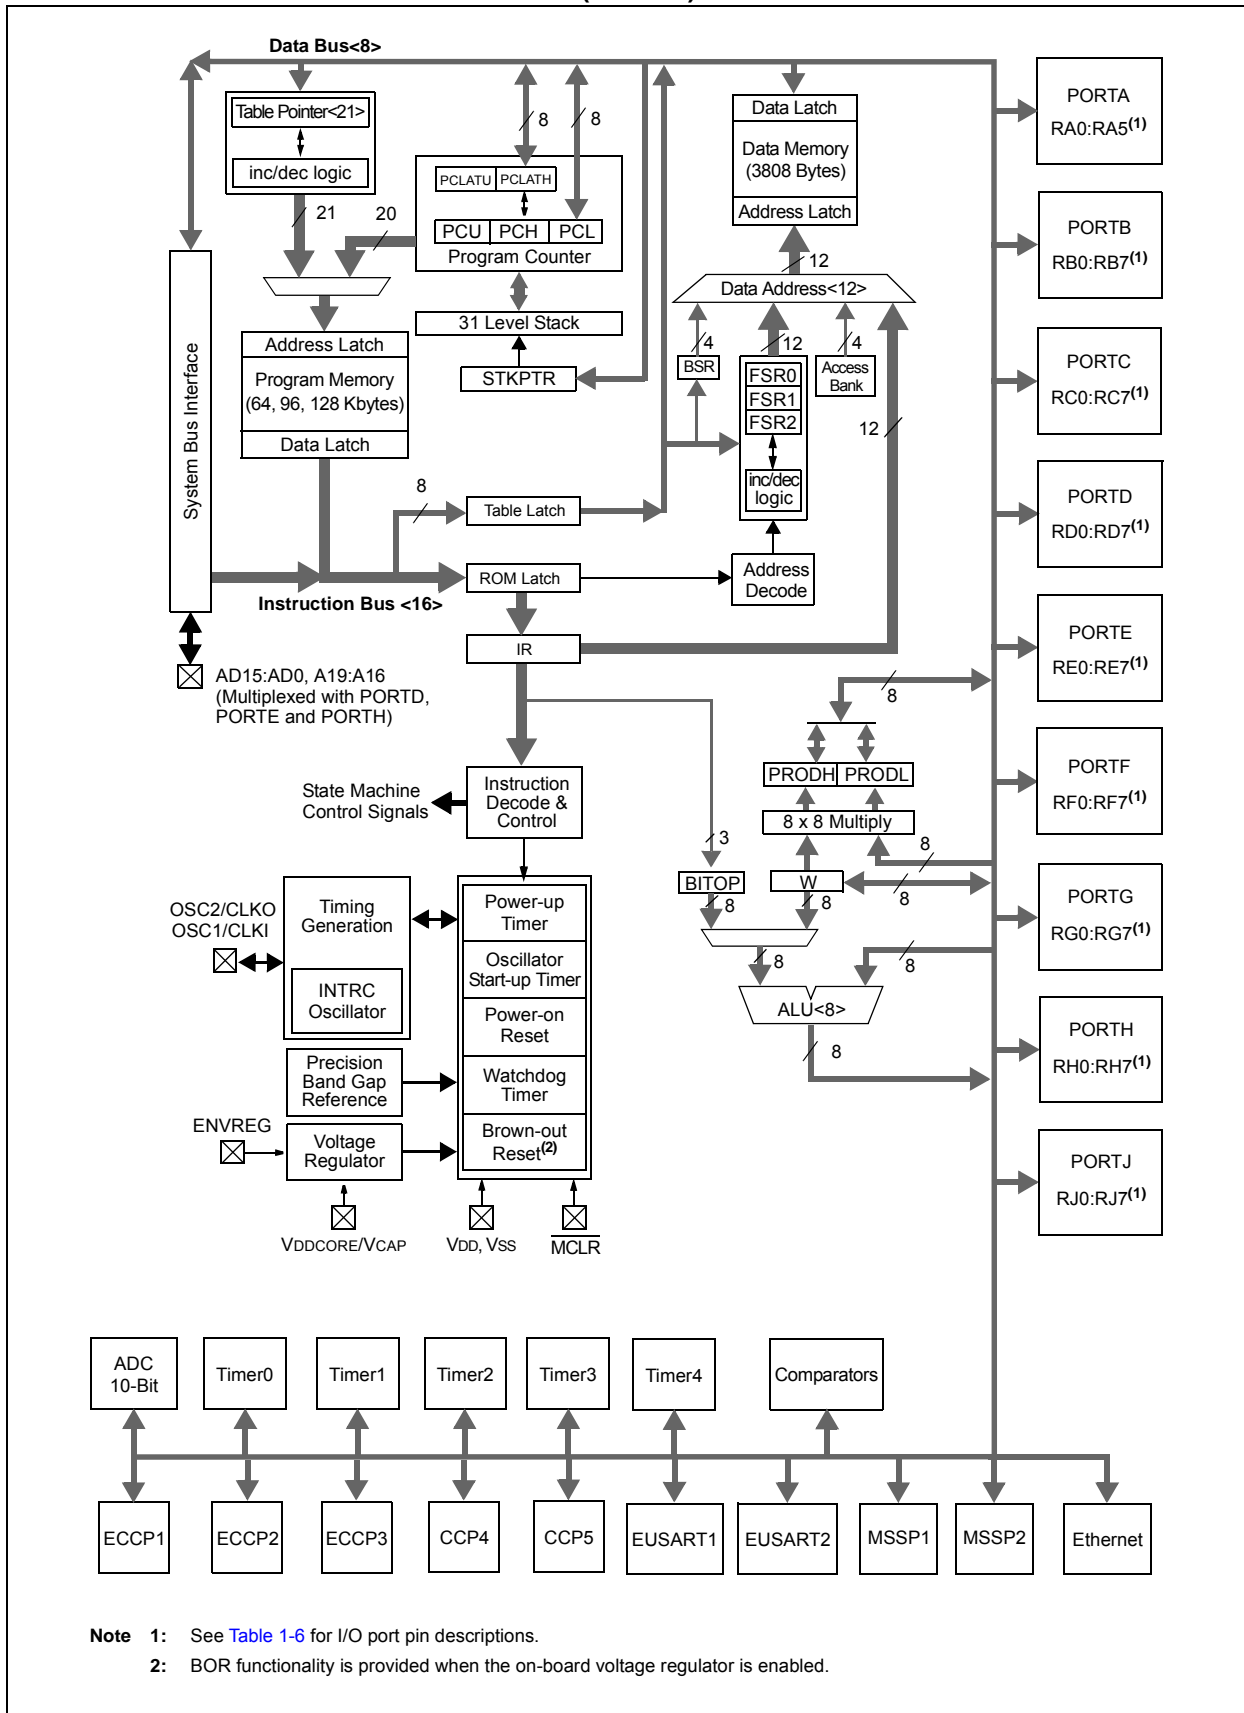 Data Bus<8>
Table Pointer<21>
inc/dec logic
21
20
8
8
PCLATU PCLATH
PCU PCH PCL
Program Counter
31 Level Stack
STKPTR
System Bus Interface
Address Latch
Program Memory
(64, 96, 128 Kbytes)
Data Latch
8
Table Latch
ROM Latch
Instruction Bus <16>
IR
AD15:AD0, A19:A16
(Multiplexed with PORTD,
PORTE and PORTH)
Data Latch
Data Memory
(3808 Bytes)
Address Latch
12
Data Address<12>
4
12
4
BSR
FSR0
FSR1
FSR2
inc/dec
logic
Access
Bank
12
Address
Decode
8
PRODH PRODL
8 x 8 Multiply
3
8
BITOP
W
8
8
8
8
8
ALU<8>
8
State Machine
Control Signals
Instruction
Decode &
Control
OSC2/CLKO
OSC1/CLKI
Timing
Generation
INTRC
Oscillator
Power-up
Timer
Oscillator
Start-up Timer
Power-on
Reset
Watchdog
Timer
Brown-out
Reset(2)
Precision
Band Gap
Reference
ENVREG
Voltage
Regulator
VDDCORE/VCAP
VDD, VSS
MCLR
PORTA
RA0:RA5(1)
PORTB
RB0:RB7(1)
PORTC
RC0:RC7(1)
PORTD
RD0:RD7(1)
PORTE
RE0:RE7(1)
PORTF
RF0:RF7(1)
PORTG
RG0:RG7(1)
PORTH
RH0:RH7(1)
PORTJ
RJ0:RJ7(1)
ADC
10-Bit
Timer0
Timer1
Timer2
Timer3
Timer4
Comparators
ECCP1
ECCP2
ECCP3
CCP4
CCP5
EUSART1
EUSART2
MSSP1
MSSP2
Ethernet
Note 1: See Table 1-6 for I/O port pin descriptions.
2: BOR functionality is provided when the on-board voltage regulator is enabled.